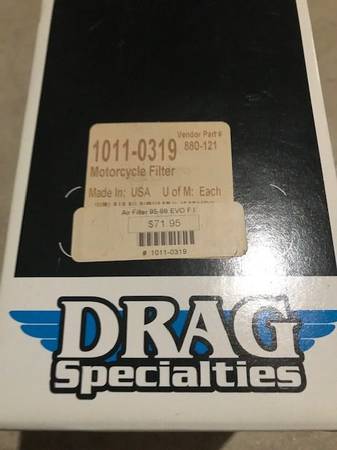 Vendor Part #
1011-0319 880-121
Motorcycle Filter
Made In: USA U of M: Each
Air Filter 95-99 EVO F.I
$71.95
# 1011-0319
DRAG
Specialties